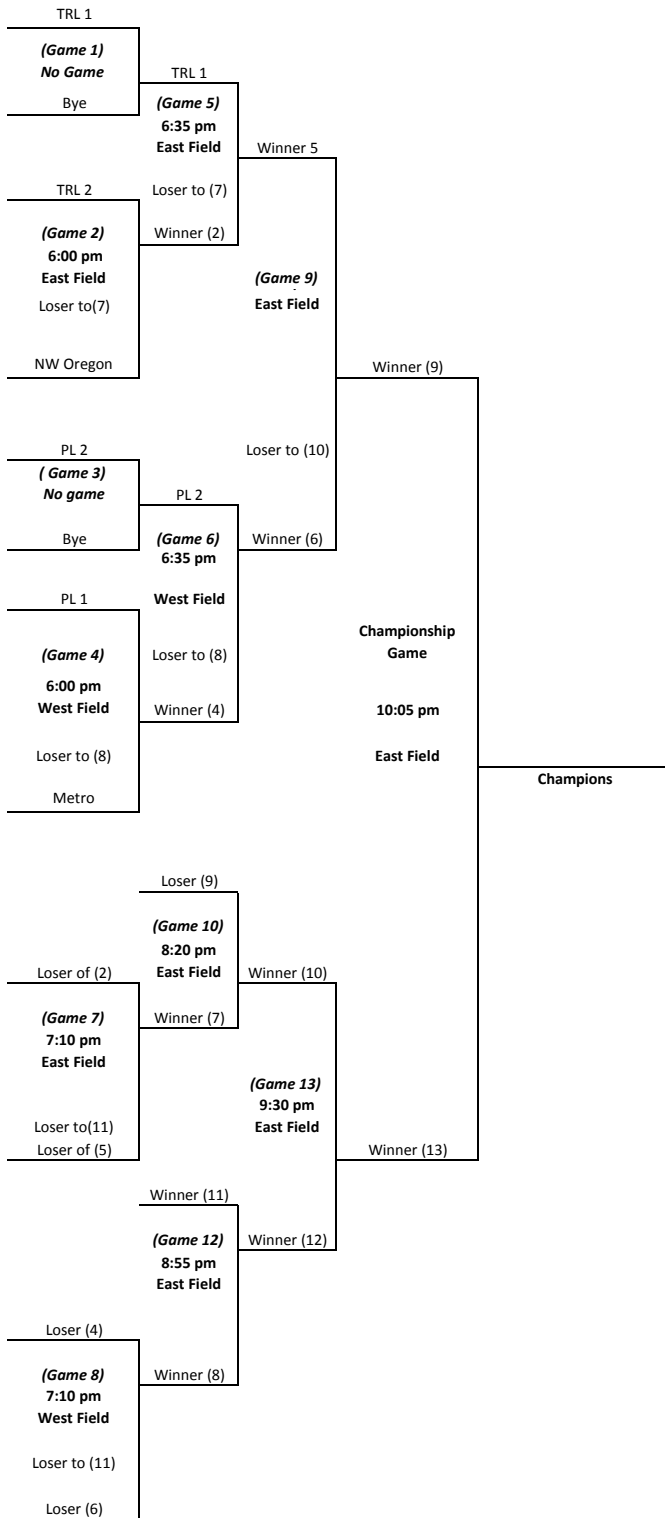 TRL 1
(Game 1)
No Game
TRL 1
Bye
(Game 5)
6:35 pm
East Field
Winner 5
TRL 2
Loser to (7)
(Game 2)
Winner (2)
6:00 pm
East Field
(Game 9)
Loser to(7)
East Field
NW Oregon
Winner (9)
PL 2
Loser to (10)
( Game 3)
No game
PL 2
Bye
(Game 6)
Winner (6)
6:35 pm
PL 1
West Field
(Game 4)
Loser to (8)
Championship
Game
6:00 pm
West Field
Winner (4)
10:05 pm
Loser to (8)
East Field
Champions
Metro
Loser (9)
(Game 10)
8:20 pm
East Field
Loser of (2)
Winner (10)
(Game 7)
Winner (7)
7:10 pm
East Field
(Game 13)
9:30 pm
East Field
Loser to(11)
Loser of (5)
Winner (13)
Winner (11)
(Game 12)
Winner (12)
8:55 pm
East Field
Loser (4)
(Game 8)
Winner (8)
7:10 pm
West Field
Loser to (11)
Loser (6)